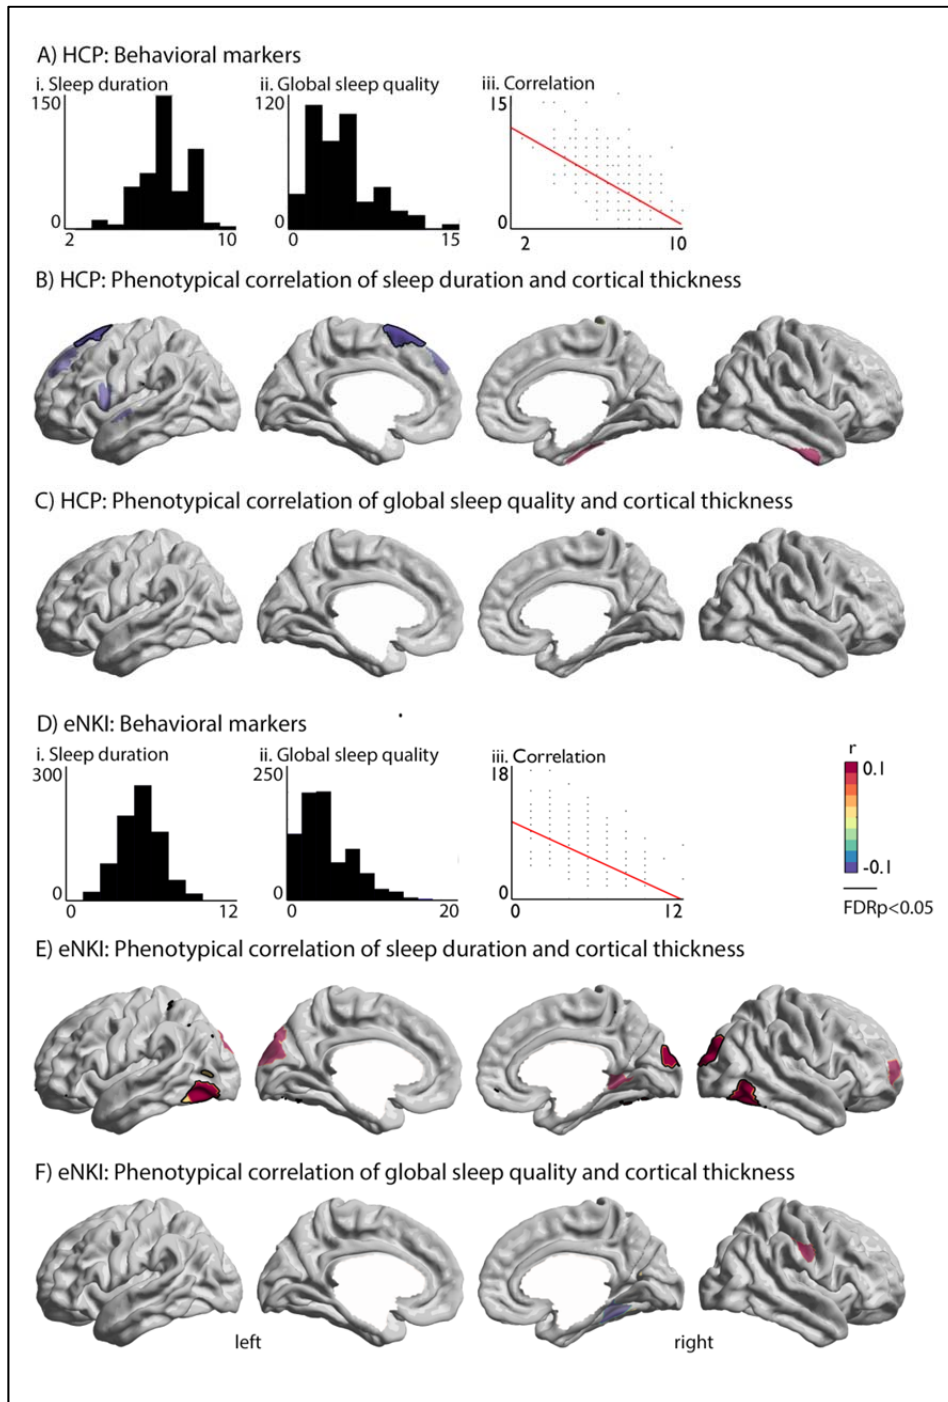 A) HCP: Behavioral markers
i. Sleep duration
ii. Global sleep quality
iii. Correlation
150
0
2
10
120
0
0
15
15
0
2
10
B) HCP: Phenotypical correlation of sleep duration and cortical thickness
C) HCP: Phenotypical correlation of global sleep quality and cortical thickness
D) eNKI: Behavioral markers
i. Sleep duration
ii. Global sleep quality
iii. Correlation
300
0
0
12
250
0
0
20
18
0
0
12
r
0.1
-0.1
FDRp<0.05
E) eNKI: Phenotypical correlation of sleep duration and cortical thickness
F) eNKI: Phenotypical correlation of global sleep quality and cortical thickness
left
right